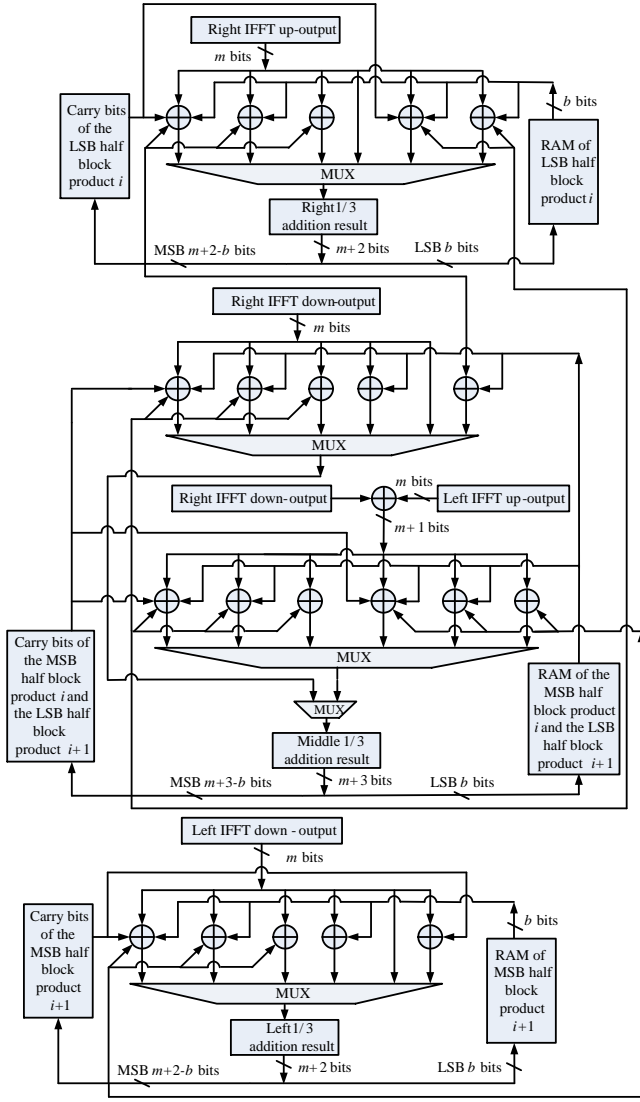 Right IFFT up-output
m bits
Carry bits
of the
LSB half
block
product i
b bits
RAM of
LSB half
block
product i
MUX
Right 1/3
addition result
MSB m+2-b bits
m+2 bits
LSB b bits
Right IFFT down-output
m bits
MUX
Right IFFT down-output
m bits
Left IFFT up-output
m+1 bits
Carry bits of
the MSB
half block
product i and
the LSB half
block
product i+1
MUX
RAM of the
MSB half
block product
i and the LSB
half block
product i+1
MUX
Middle 1/3
addition result
MSB m+3-b bits
m+3 bits
LSB b bits
Left IFFT down - output
m bits
Carry bits
of the
MSB half
block
product
i+1
b bits
RAM of
MSB half
block
product
i+1
MUX
Left 1/3
addition result
MSB m+2-b bits
m+2 bits
LSB b bits